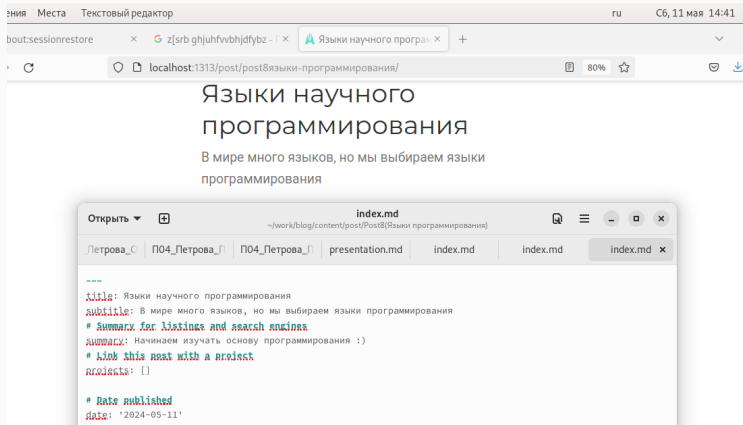 ения Места Текстовый редактор ru Сб, 11 мая 14:41
bout:sessionrestore × z[srb ghjuhfvvbhjdfybz – × Языки научного програм ×
localhost:1313/post/post8языки-программирования/ 80%
Языки научного
программирования
В мире много языков, но мы выбираем языки
программирования
Открыть index.md
~/work/blog/content/post/Post8(Языки программирования)
_Петрова_ П04_Петрова_П П04_Петрова_П presentation.md index.md index.md index.md ×
---
title: Языки научного программирования
subtitle: В мире много языков, но мы выбираем языки программирования
# Summary for listings and search engines
summary: Начинаем изучать основу программирования :)
# Link this post with a project
projects: []
# Date published
date: '2024-05-11'